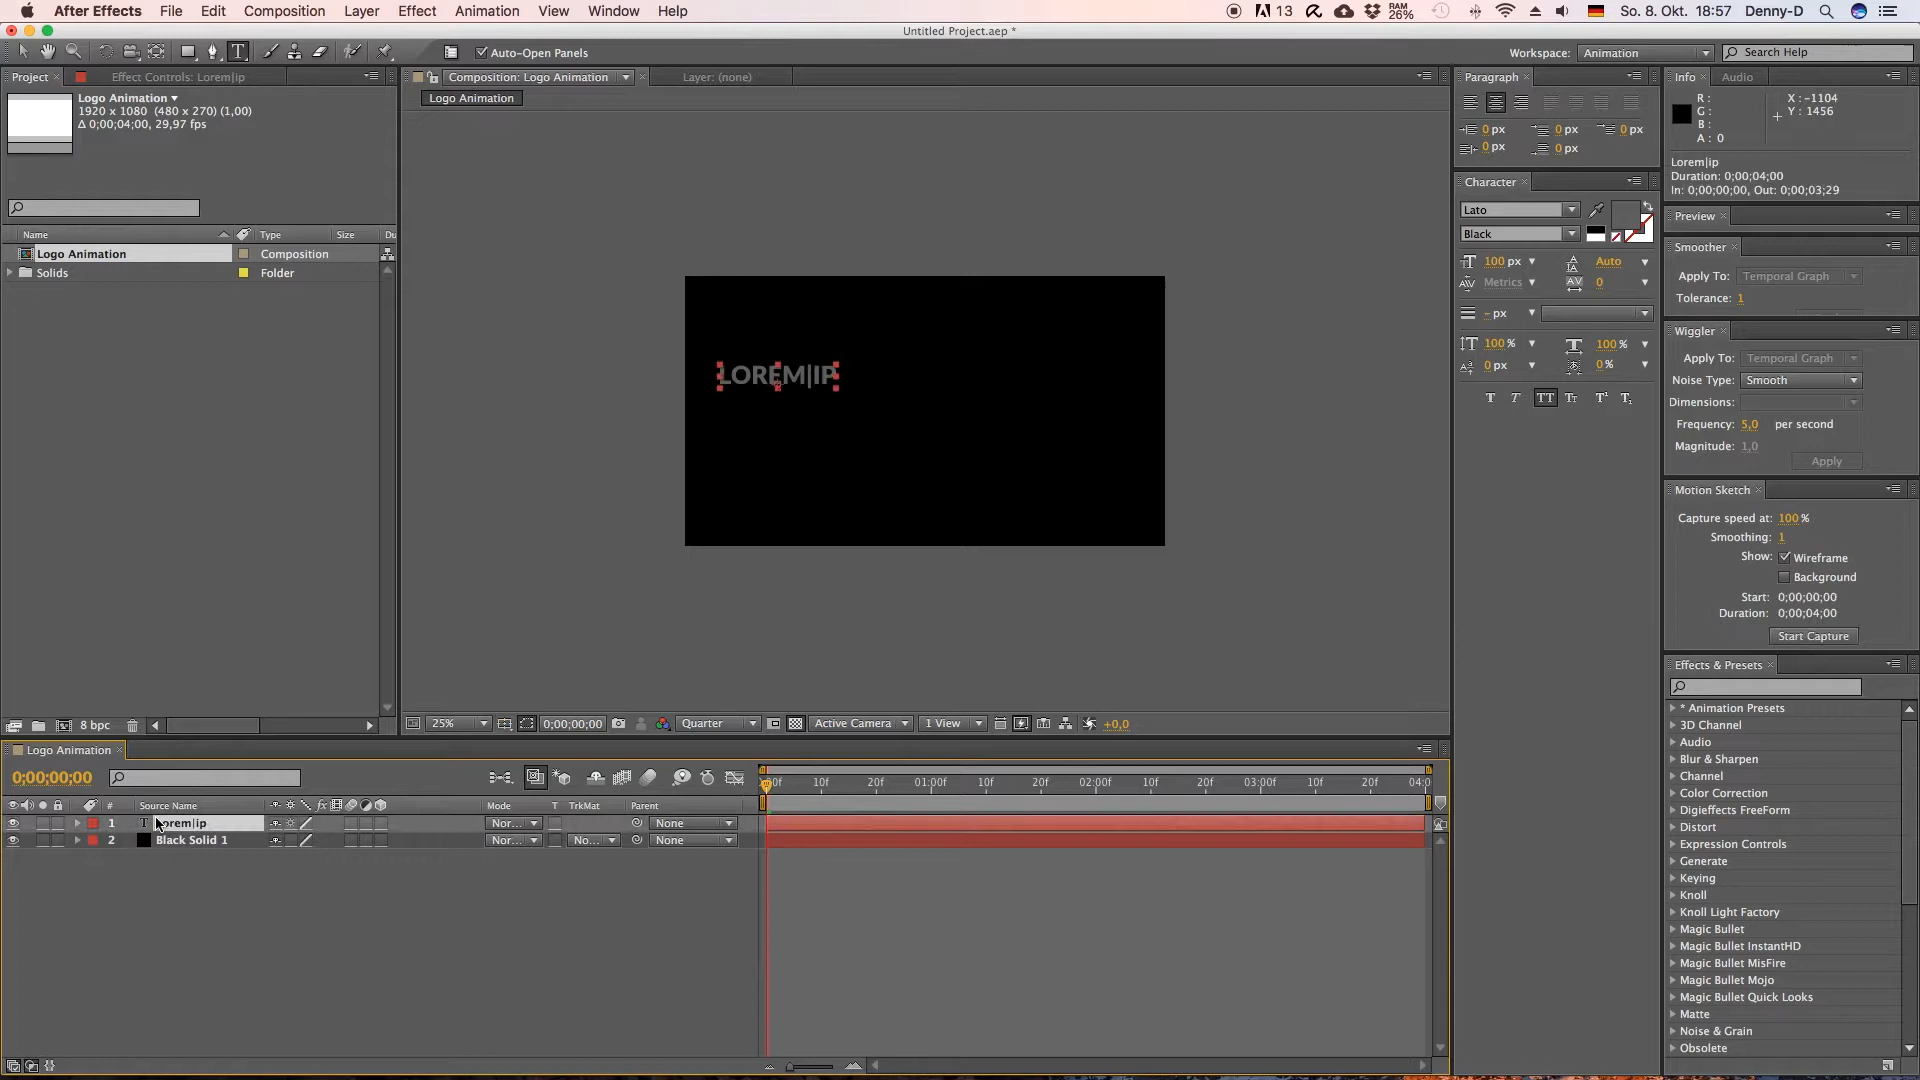 After Effects File Edit Composition Layer Effect Animation View Window Help
13 RAM 26% So. 8. Okt. 18:57 Denny-D
Untitled Project.aep *
T Auto-Open Panels Workspace: Animation Search Help
Project × Effect Controls: Lorem|ip
Logo Animation
1920 x 1080 (480 x 270) (1,00)
Δ 0;00;04;00, 29,97 fps
Name Type Size Du
Logo Animation Composition
Solids Folder
8 bpc
Composition: Logo Animation × Layer: (none)
Logo Animation
LOREM|IP
25% 0;00;00;00 Quarter Active Camera 1 View +0,0
Paragraph ×
0 px 0 px 0 px
0 px 0 px
Character ×
Lato
Black
100 px Auto
Metrics 0
- px
100 % 100 %
0 px 0 %
T T TT Tт T¹ T₁
Info × Audio
R :
G :
B :
A : 0
X : -1104
Y : 1456
Lorem|ip
Duration: 0;00;04;00
In: 0;00;00;00, Out: 0;00;03;29
Preview ×
Smoother ×
Apply To: Temporal Graph
Tolerance: 1
Wiggler ×
Apply To: Temporal Graph
Noise Type: Smooth
Dimensions:
Frequency: 5,0 per second
Magnitude: 1,0
Apply
Motion Sketch ×
Capture speed at: 100 %
Smoothing: 1
Show: Wireframe
Background
Start: 0;00;00;00
Duration: 0;00;04;00
Start Capture
Effects & Presets ×
* Animation Presets
3D Channel
Audio
Blur & Sharpen
Channel
Color Correction
Digieffects FreeForm
Distort
Expression Controls
Generate
Keying
Knoll
Knoll Light Factory
Magic Bullet
Magic Bullet InstantHD
Magic Bullet MisFire
Magic Bullet Mojo
Magic Bullet Quick Looks
Matte
Noise & Grain
Obsolete
Logo Animation ×
0;00;00;00
10f 20f 01:00f 10f 20f 02:00f 10f 20f 03:00f 10f 20f 04:0
# Source Name fx Mode T TrkMat Parent
1 T Lorem|ip Nor... None
2 Black Solid 1 Nor... No... None